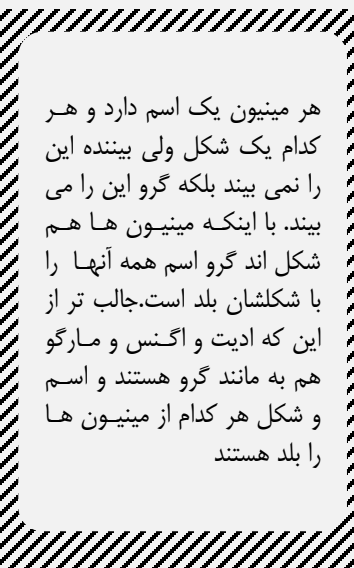 هر مینیون یک اسم دارد و هر
کدام یک شکل ولی بیننده این
را نمی بیند بلکه گرو این را می
بیند. با اینکه مینیون ها هم
شکل اند گرو اسم همه آنها را
با شکلشان بلد است.جالب تر از
این که ادیت و اگنس و مارگو
هم به مانند گرو هستند و اسم
و شکل هر کدام از مینیون ها
را بلد هستند